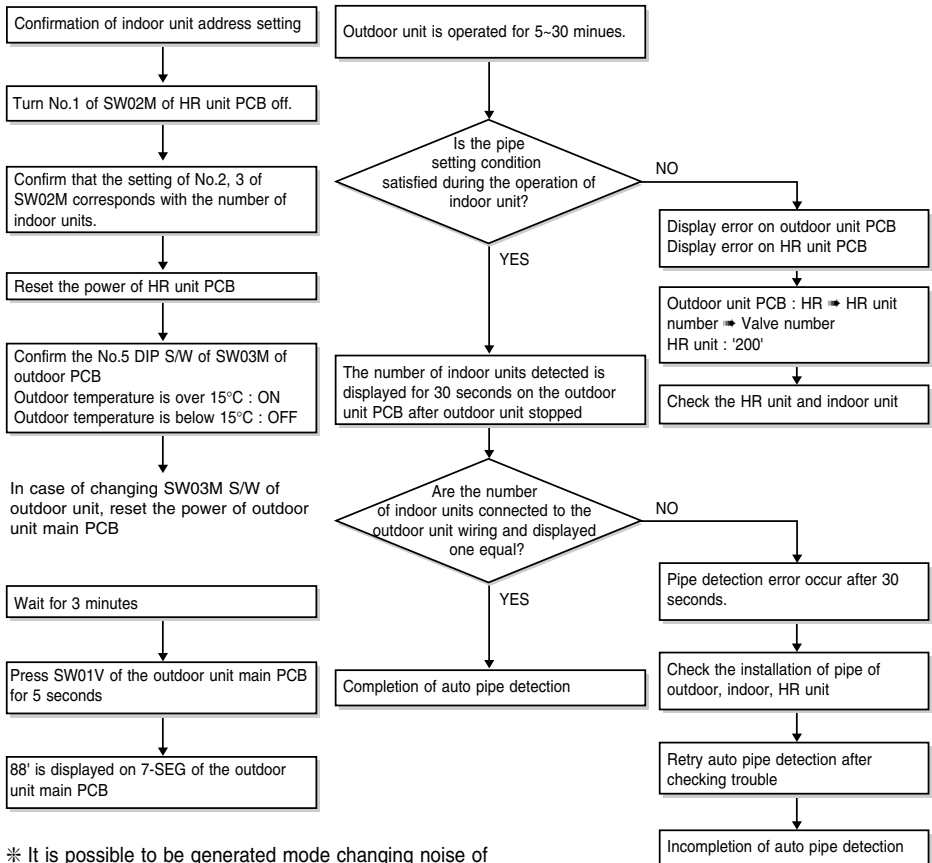 Confirmation of indoor unit address setting
Turn No.1 of SW02M of HR unit PCB off.
Confirm that the setting of No.2, 3 of
SW02M corresponds with the number of
indoor units.
Reset the power of HR unit PCB
Confirm the No.5 DIP S/W of SW03M of
outdoor PCB
Outdoor temperature is over 15°C : ON
Outdoor temperature is below 15°C : OFF
In case of changing SW03M S/W of
outdoor unit, reset the power of outdoor
unit main PCB
Wait for 3 minutes
Press SW01V of the outdoor unit main PCB
for 5 seconds
88' is displayed on 7-SEG of the outdoor
unit main PCB
Outdoor unit is operated for 5~30 minues.
Is the pipe
setting condition
satisfied during the operation of
indoor unit?
NO
YES
Display error on outdoor unit PCB
Display error on HR unit PCB
Outdoor unit PCB : HR ➠ HR unit
number ➠ Valve number
HR unit : '200'
Check the HR unit and indoor unit
The number of indoor units detected is
displayed for 30 seconds on the outdoor
unit PCB after outdoor unit stopped
Are the number
of indoor units connected to the
outdoor unit wiring and displayed
one equal?
NO
YES
Completion of auto pipe detection
Pipe detection error occur after 30
seconds.
Check the installation of pipe of
outdoor, indoor, HR unit
Retry auto pipe detection after
checking trouble
Incompletion of auto pipe detection
❈ It is possible to be generated mode changing noise of